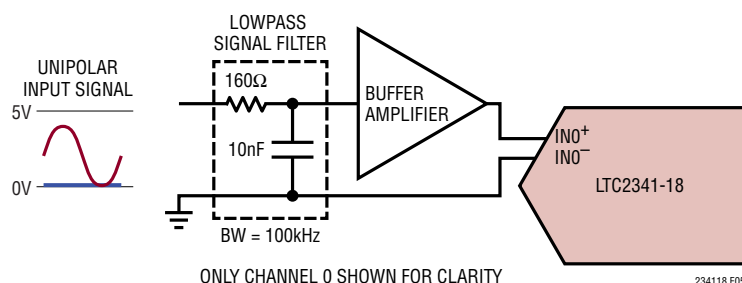 LOWPASS
SIGNAL FILTER
UNIPOLAR
INPUT SIGNAL
5V
0V
160Ω
10nF
BUFFER
AMPLIFIER
IN0+
IN0–
LTC2341-18
BW = 100kHz
ONLY CHANNEL 0 SHOWN FOR CLARITY